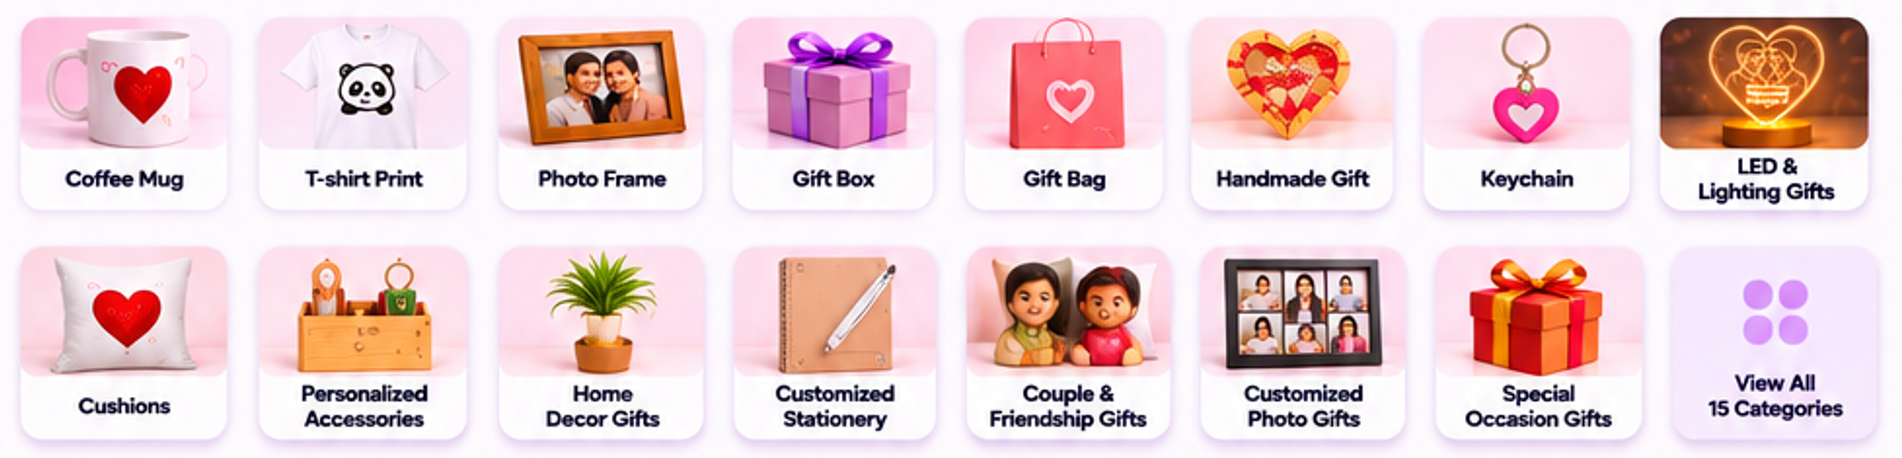 Coffee Mug
T-shirt Print
Photo Frame
Gift Box
Gift Bag
Handmade Gift
Keychain
LED &
Lighting Gifts
Cushions
Personalized
Accessories
Home
Decor Gifts
Customized
Stationery
Couple &
Friendship Gifts
Customized
Photo Gifts
Special
Occasion Gifts
View All
15 Categories